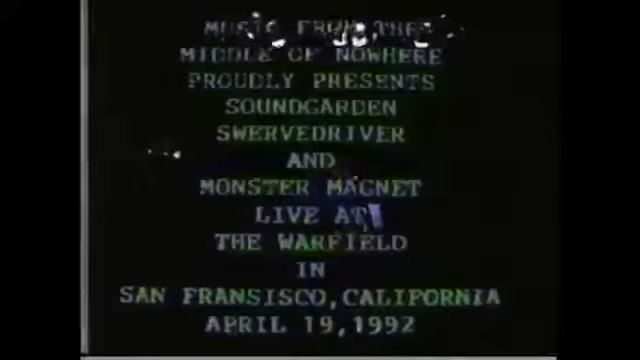 MUSIC FROM THE
MIDDLE OF NOWHERE
PROUDLY PRESENTS
SOUNDGARDEN
SWERVEDRIVER
AND
MONSTER MAGNET
LIVE AT
THE WARFIELD
IN
SAN FRANSISCO,CALIFORNIA
APRIL 19,1992